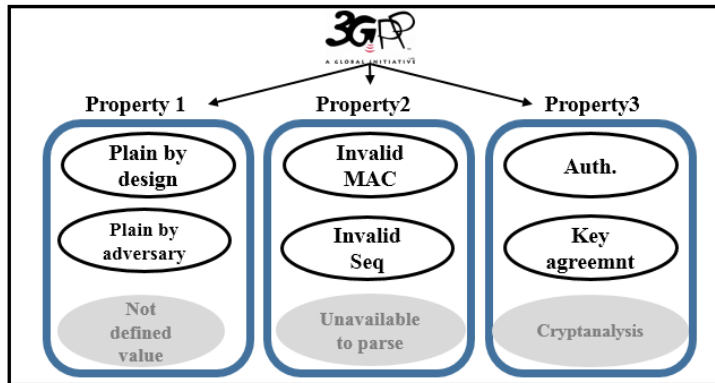 3GPP
A GLOBAL INITIATIVE
Property 1
Property2
Property3
Plain by
design
Plain by
adversary
Not
defined
value
Invalid
MAC
Invalid
Seq
Unavailable
to parse
Auth.
Key
agreemnt
Cryptanalysis